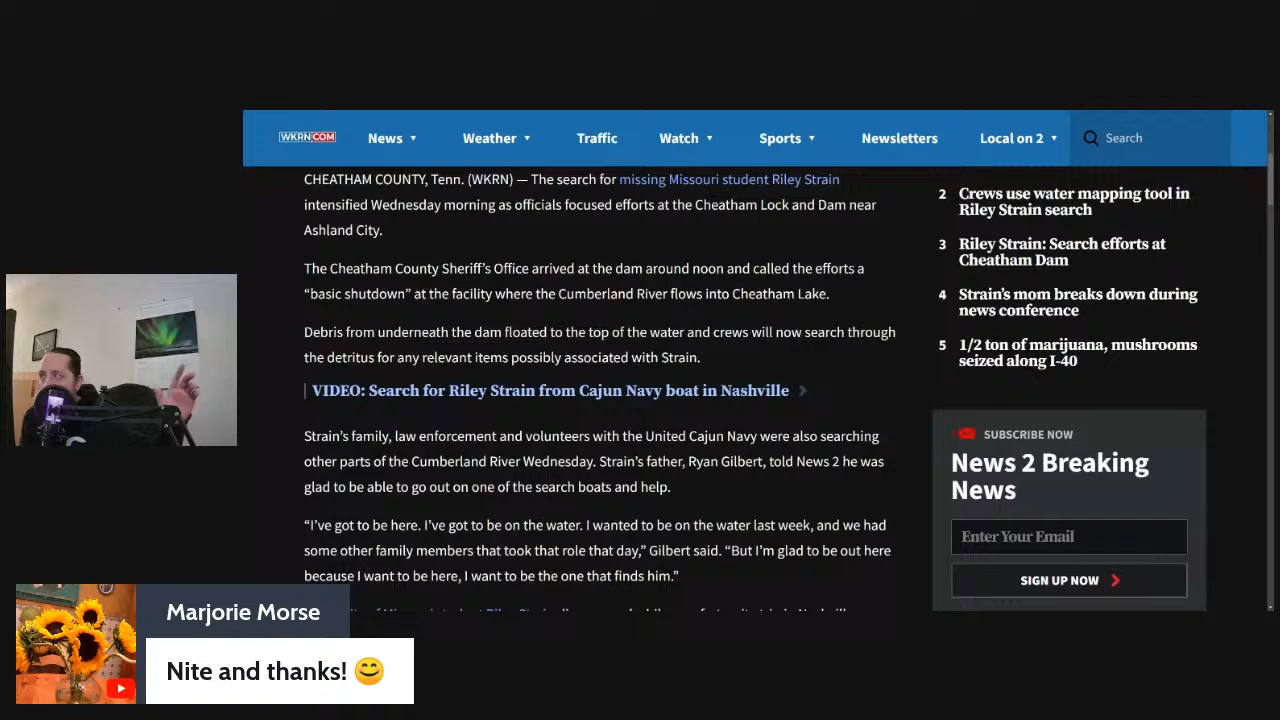 WKRN.COM News Weather Traffic Watch Sports Newsletters Local on 2 Search
CHEATHAM COUNTY, Tenn. (WKRN) — The search for missing Missouri student Riley Strain
intensified Wednesday morning as officials focused efforts at the Cheatham Lock and Dam near
Ashland City.
The Cheatham County Sheriff’s Office arrived at the dam around noon and called the efforts a
“basic shutdown” at the facility where the Cumberland River flows into Cheatham Lake.
Debris from underneath the dam floated to the top of the water and crews will now search through
the detritus for any relevant items possibly associated with Strain.
VIDEO: Search for Riley Strain from Cajun Navy boat in Nashville
Strain’s family, law enforcement and volunteers with the United Cajun Navy were also searching
other parts of the Cumberland River Wednesday. Strain’s father, Ryan Gilbert, told News 2 he was
glad to be able to go out on one of the search boats and help.
“I’ve got to be here. I’ve got to be on the water. I wanted to be on the water last week, and we had
some other family members that took that role that day,” Gilbert said. “But I’m glad to be out here
because I want to be here, I want to be the one that finds him.”
2 Crews use water mapping tool in
Riley Strain search
3 Riley Strain: Search efforts at
Cheatham Dam
4 Strain’s mom breaks down during
news conference
5 1/2 ton of marijuana, mushrooms
seized along I-40
SUBSCRIBE NOW
News 2 Breaking
News
Enter Your Email
SIGN UP NOW
Marjorie Morse
Nite and thanks! 😊